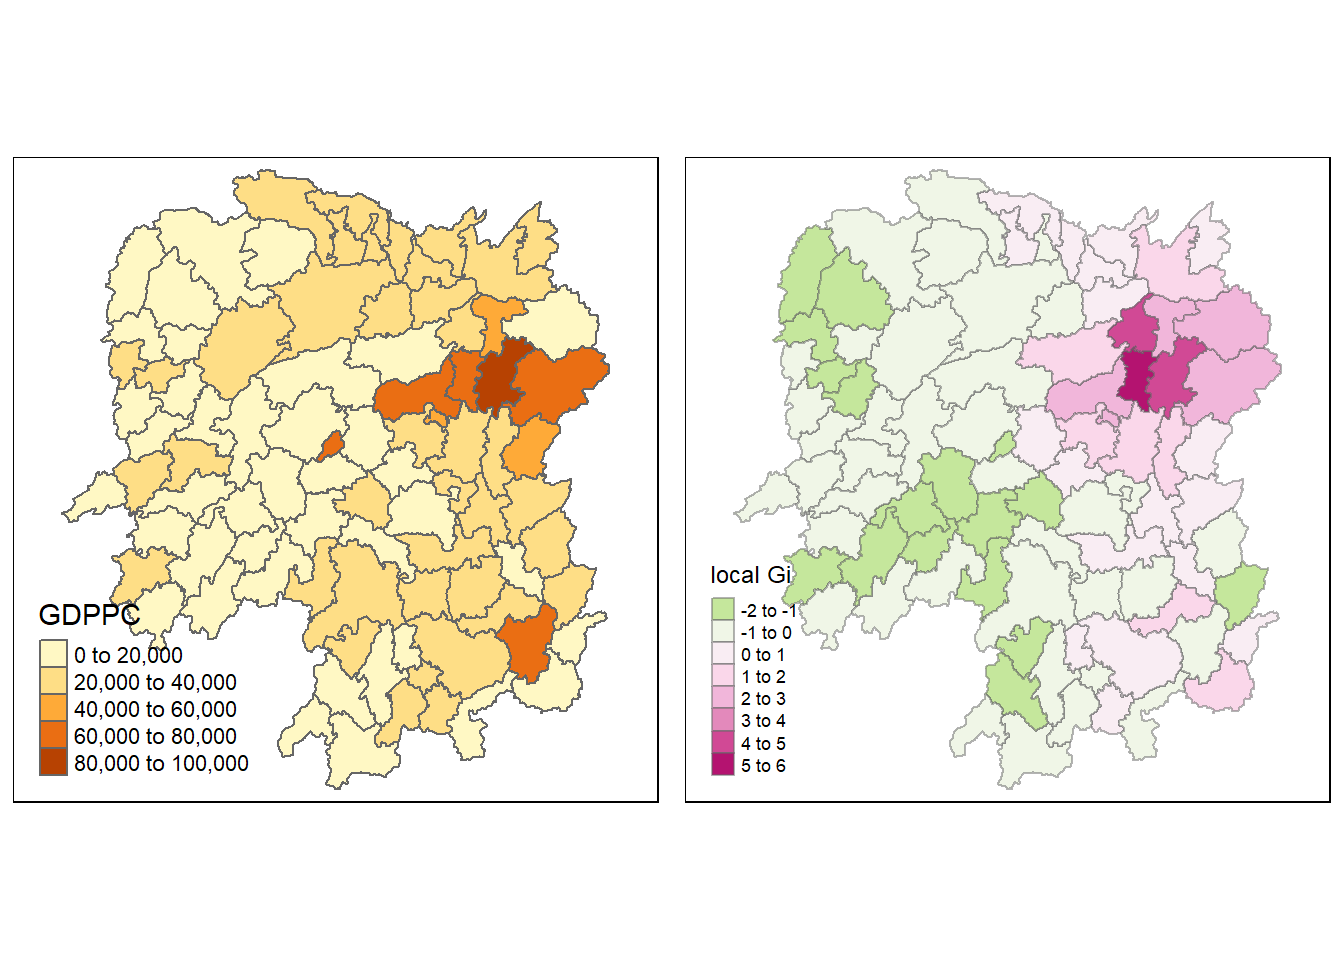 GDPPC
0 to 20,000
20,000 to 40,000
40,000 to 60,000
60,000 to 80,000
80,000 to 100,000
local Gi
-2 to -1
-1 to 0
0 to 1
1 to 2
2 to 3
3 to 4
4 to 5
5 to 6